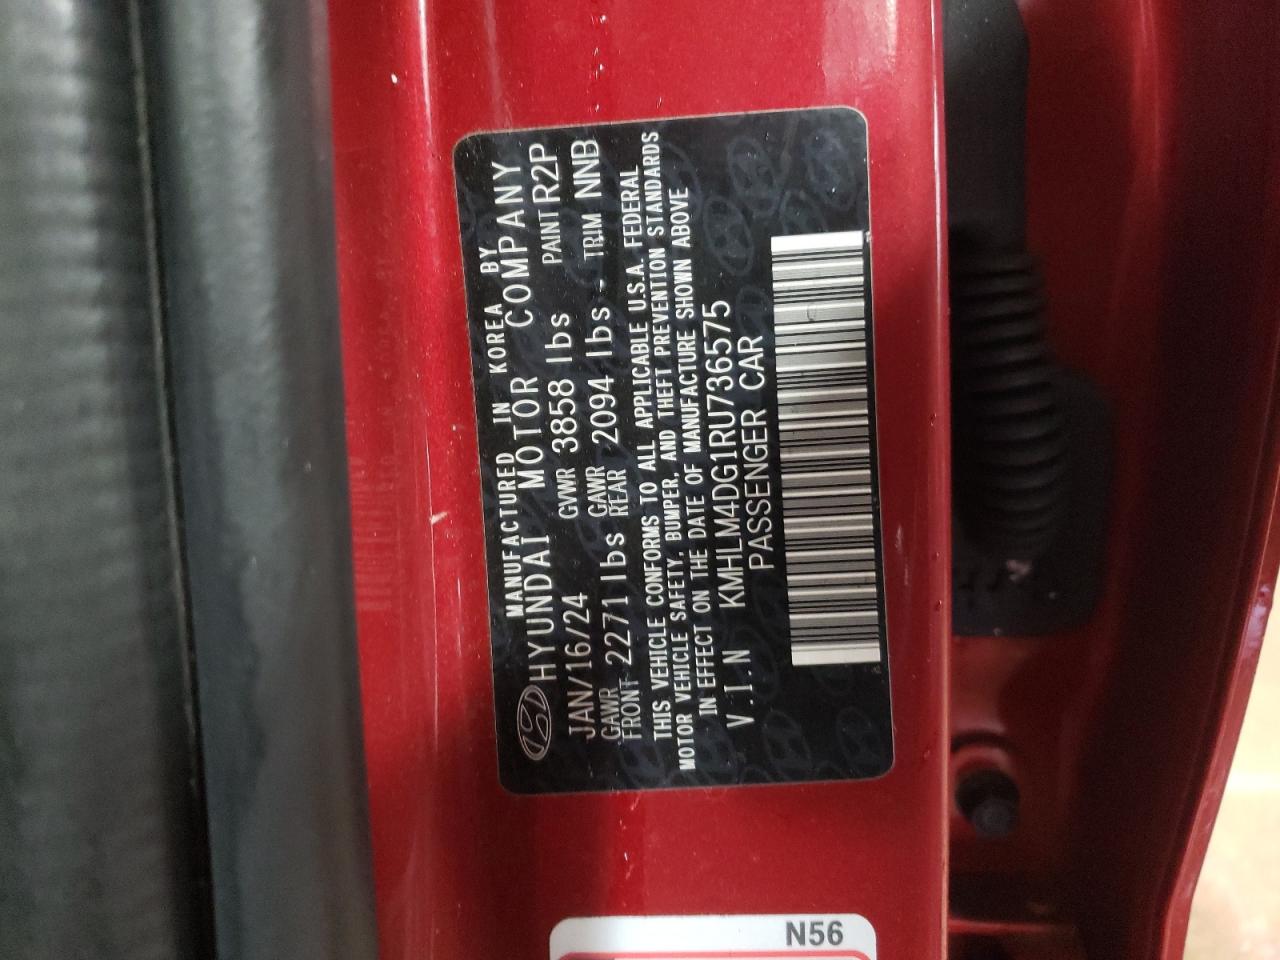 MANUFACTURED IN KOREA BY
HYUNDAI MOTOR COMPANY
JAN/16/24 GVWR 3858 lbs PAINT R2P
GAWR FRONT 2271 lbs GAWR REAR 2094 lbs - TRIM NNB
THIS VEHICLE CONFORMS TO ALL APPLICABLE U.S.A. FEDERAL
MOTOR VEHICLE SAFETY, BUMPER, AND THEFT PREVENTION STANDARDS
IN EFFECT ON THE DATE OF MANUFACTURE SHOWN ABOVE
V.I.N KMHLM4DG1RU736575
PASSENGER CAR
N56